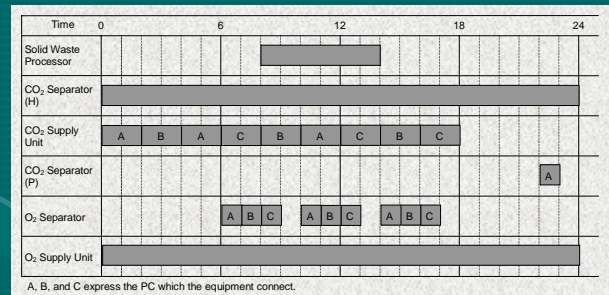 Time 0 6 12 18 24
Solid Waste
Processor
CO₂ Separator
(H)
CO₂ Supply
Unit
A B A C B A C B C
CO₂ Separator
(P)
A
O₂ Separator
A B C A B C A B C
O₂ Supply Unit
A, B, and C express the PC which the equipment connect.